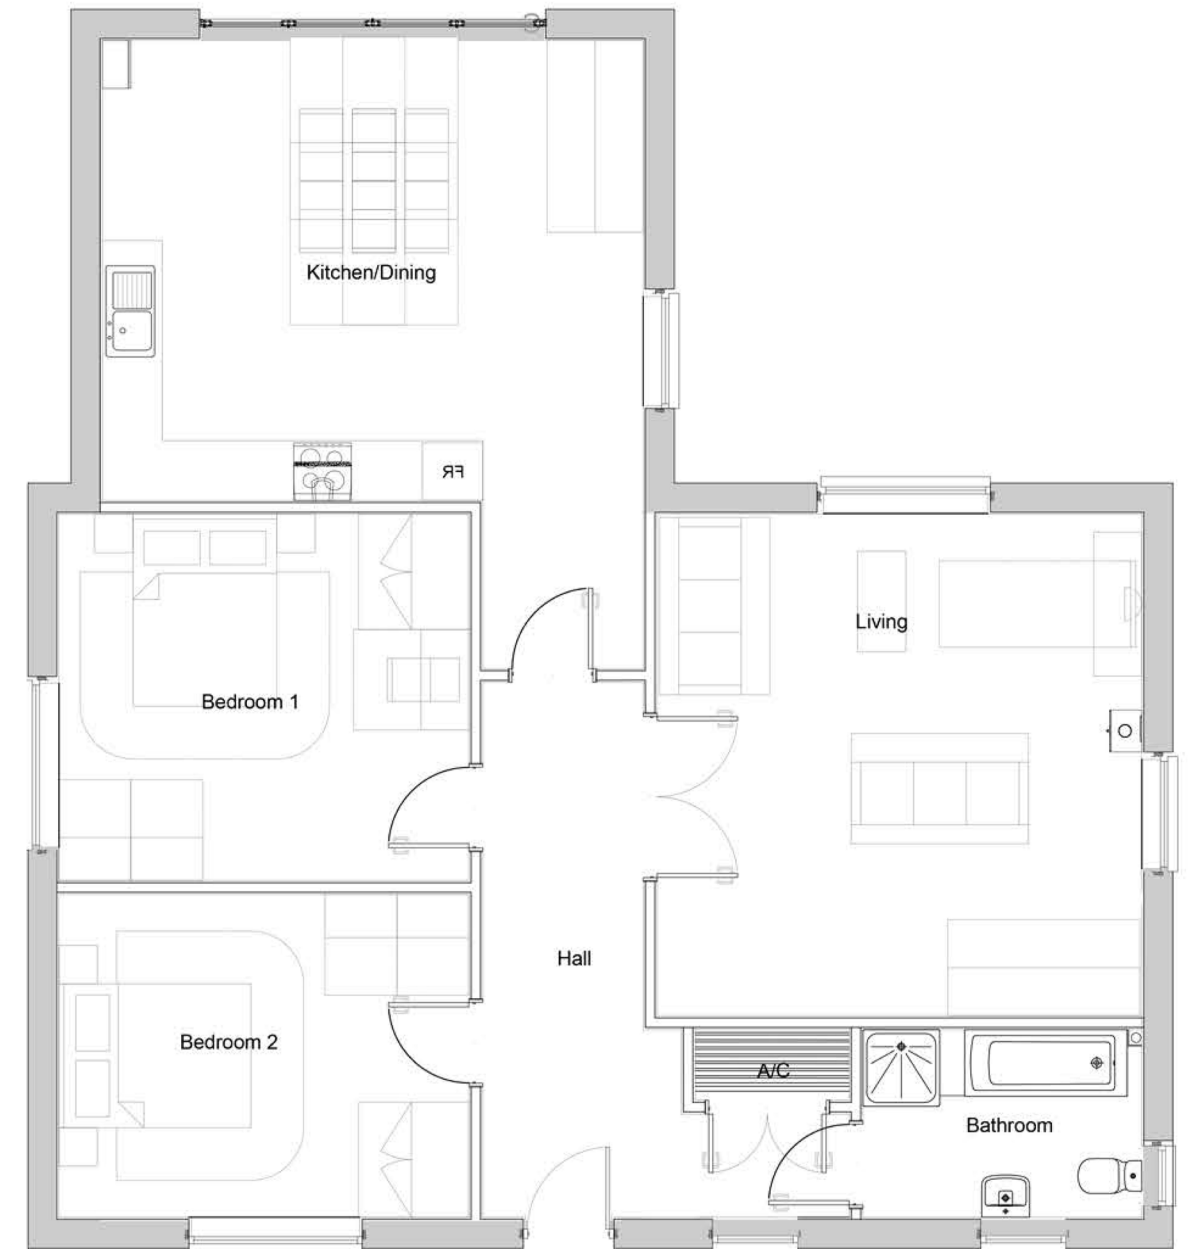 Kitchen/Dining
FR
Living
Bedroom 1
Hall
Bedroom 2
A/C
Bathroom